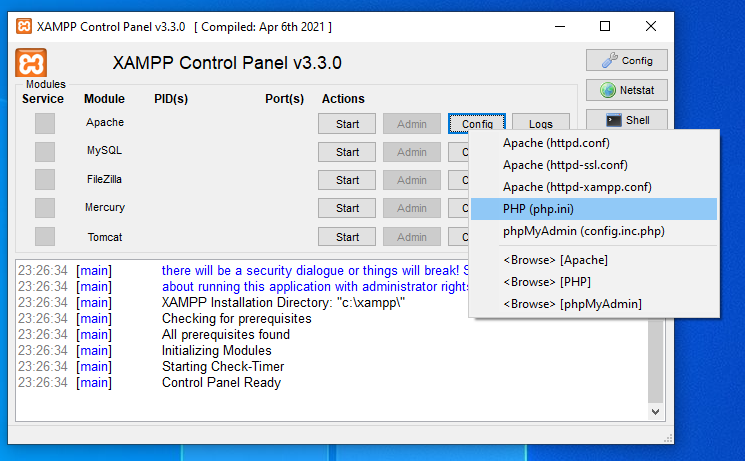 XAMPP Control Panel v3.3.0 [ Compiled: Apr 6th 2021 ]
XAMPP Control Panel v3.3.0
Config
Modules
Service Module PID(s) Port(s) Actions
Netstat
Apache Start Admin Config Logs
Shell
MySQL Start Admin
FileZilla Start Admin
Mercury Start Admin
Tomcat Start Admin
Apache (httpd.conf)
Apache (httpd-ssl.conf)
Apache (httpd-xampp.conf)
PHP (php.ini)
phpMyAdmin (config.inc.php)
<Browse> [Apache]
<Browse> [PHP]
<Browse> [phpMyAdmin]
23:26:34 [main] there will be a security dialogue or things will break! S
23:26:34 [main] about running this application with administrator rights
23:26:34 [main] XAMPP Installation Directory: "c:\xampp\"
23:26:34 [main] Checking for prerequisites
23:26:34 [main] All prerequisites found
23:26:34 [main] Initializing Modules
23:26:34 [main] Starting Check-Timer
23:26:34 [main] Control Panel Ready